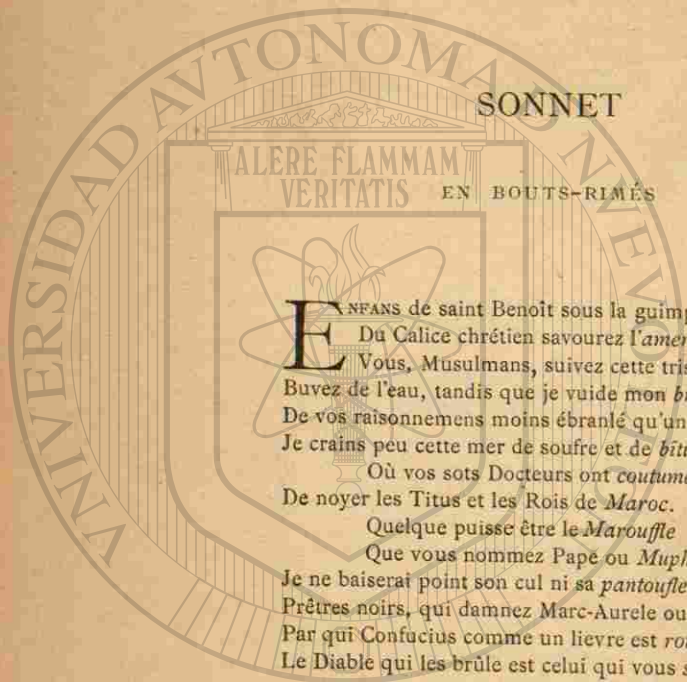 SONNET
EN BOUTS-RIMÉS
ENFANS de saint Benoît sous la
Du Calice chrétien savourez
Vous, Musulmans, suivez cette
Buvez de l'eau, tandis que je vuide mon
De vos raisonnemens moins ébranlé qu'un
Je crains peu cette mer de soufre et de
Où vos sots Docteurs ont
De noyer les Titus et les Rois de Maroc.
Quelque puisse être le Marouffle
Que vous nommez Pape ou
Je ne baiserai point son cul ni sa pantoufle
Prêtres noirs, qui damnez Marc-Aurele ou
Par qui Confucius comme un lievre est
Le Diable qui les brûle est celui qui vous
UNIVERSIDAD AVTONOMA
NVEVO
ALERE FLAMMAM
VERITATIS